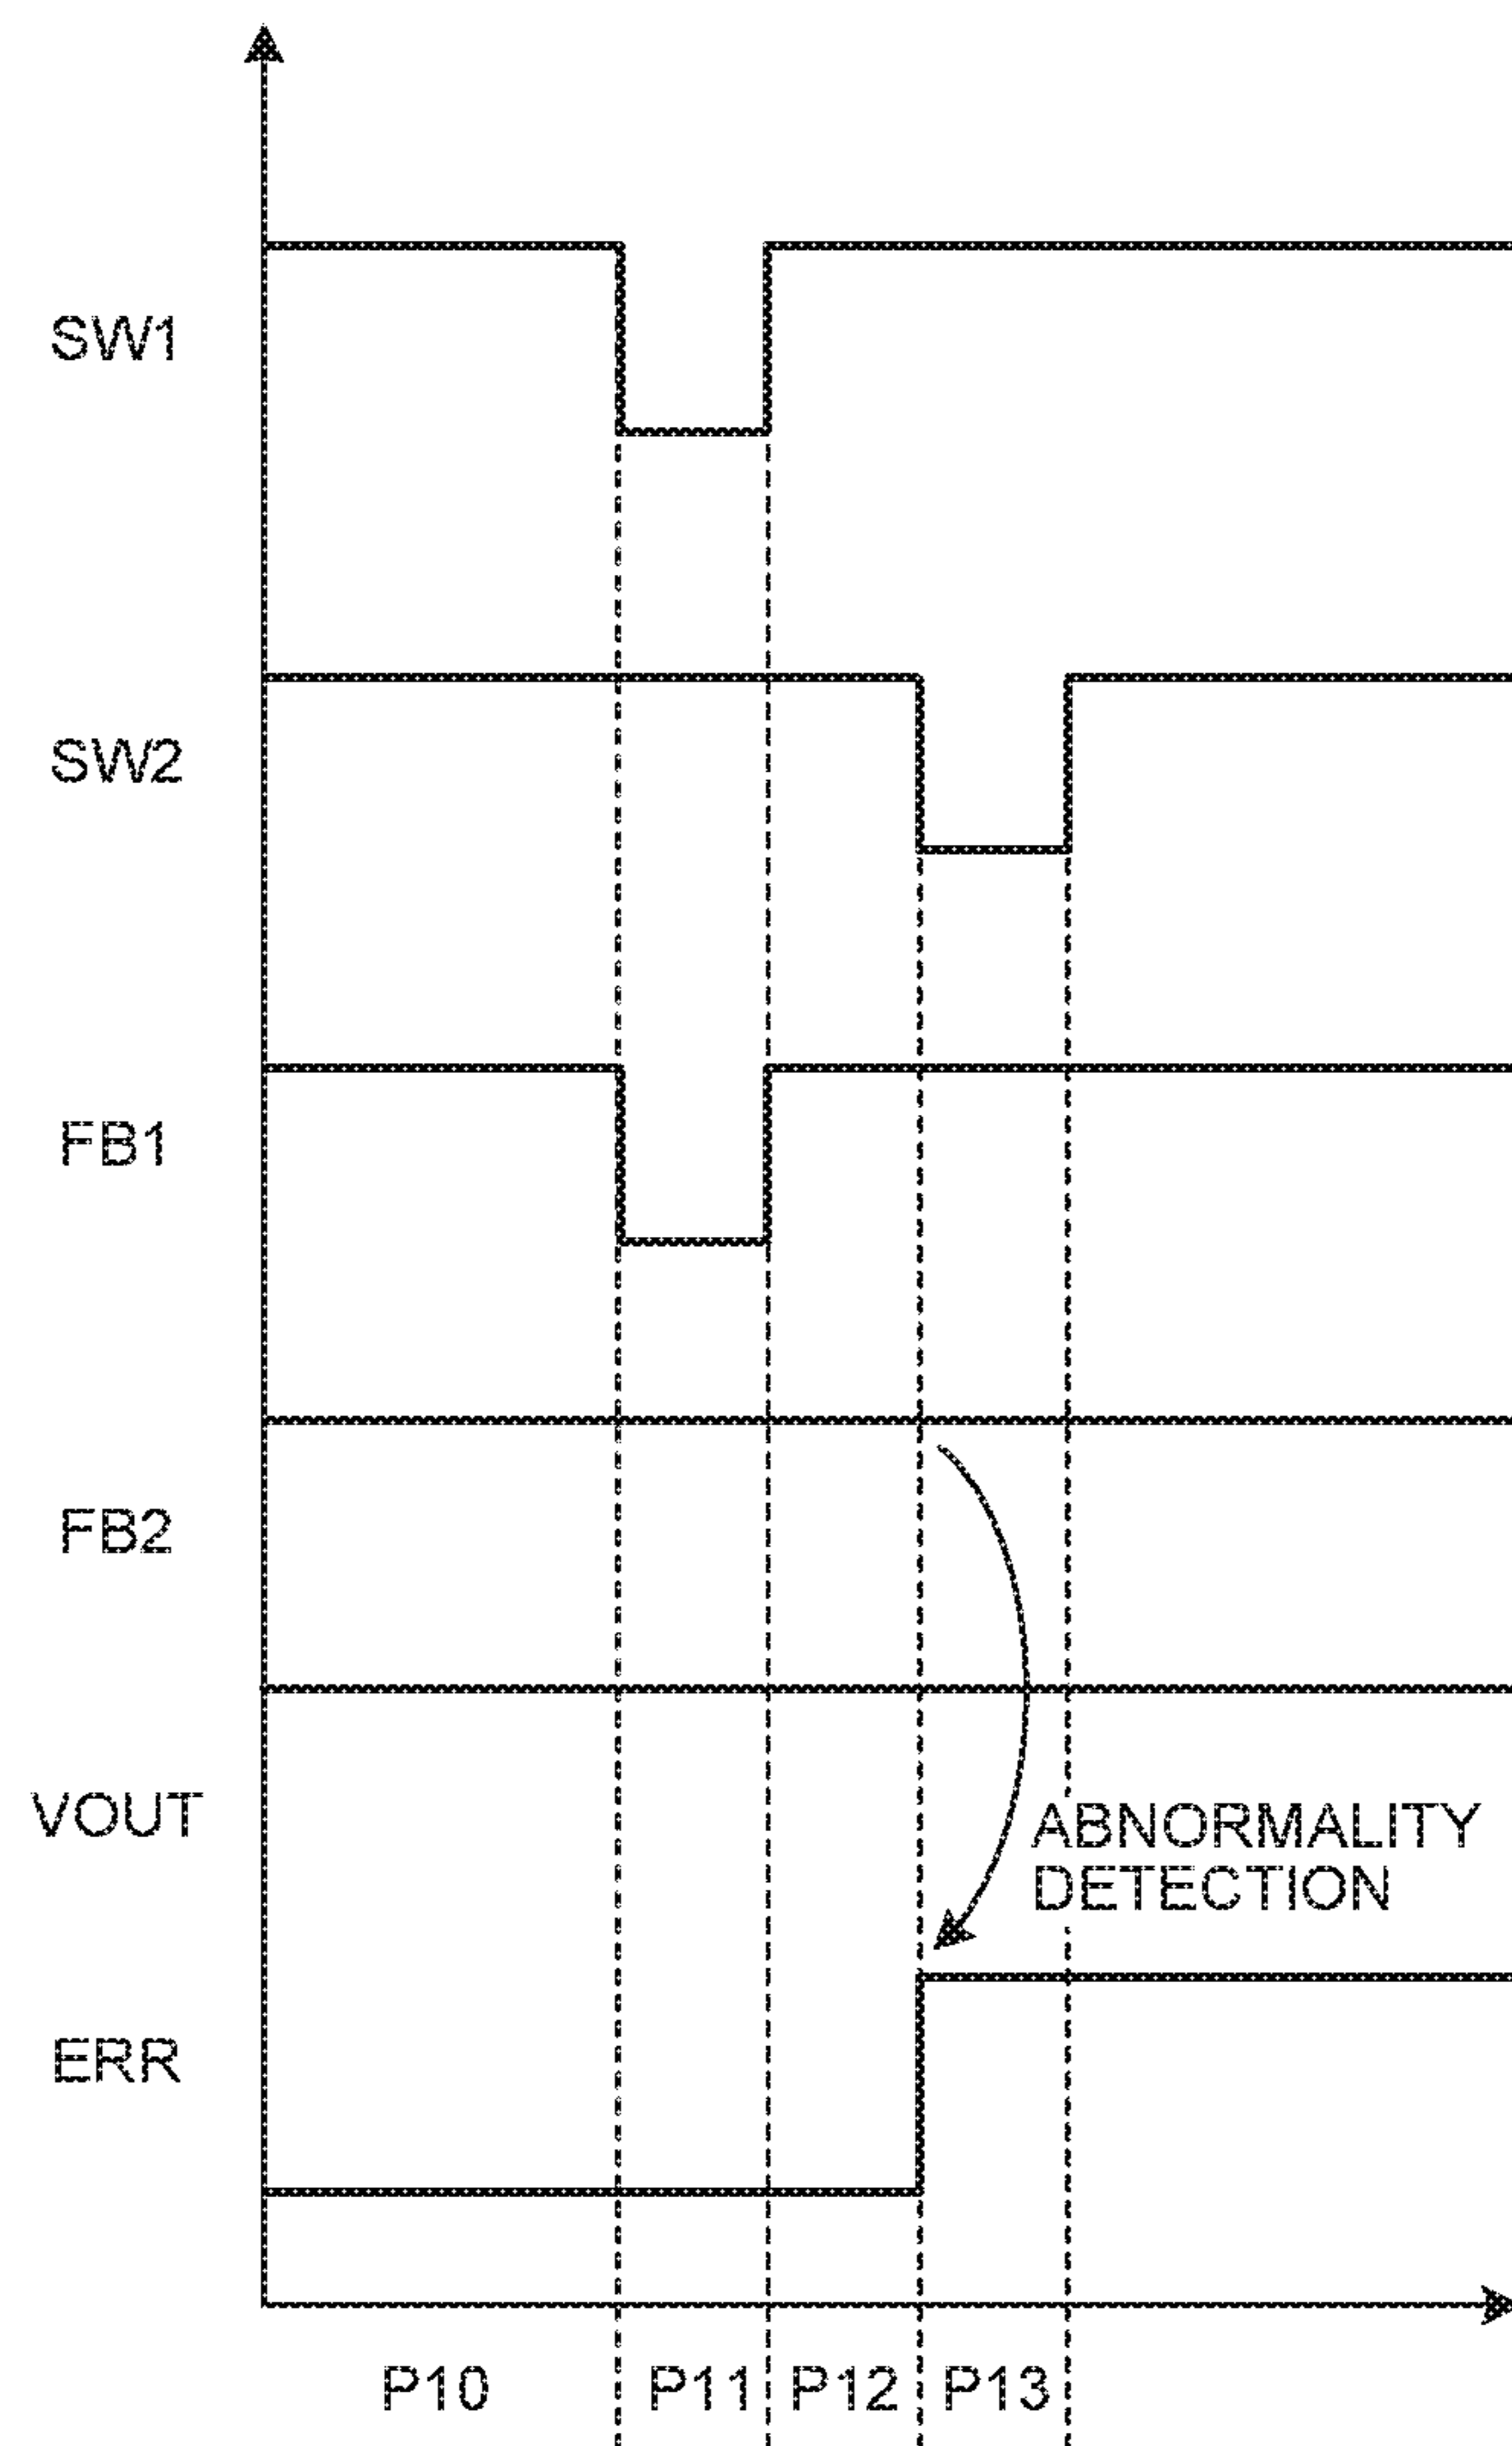 SW1
SW2
FB1
FB2
VOUT
ABNORMALITY
DETECTION
ERR
P10 P11 P12 P13